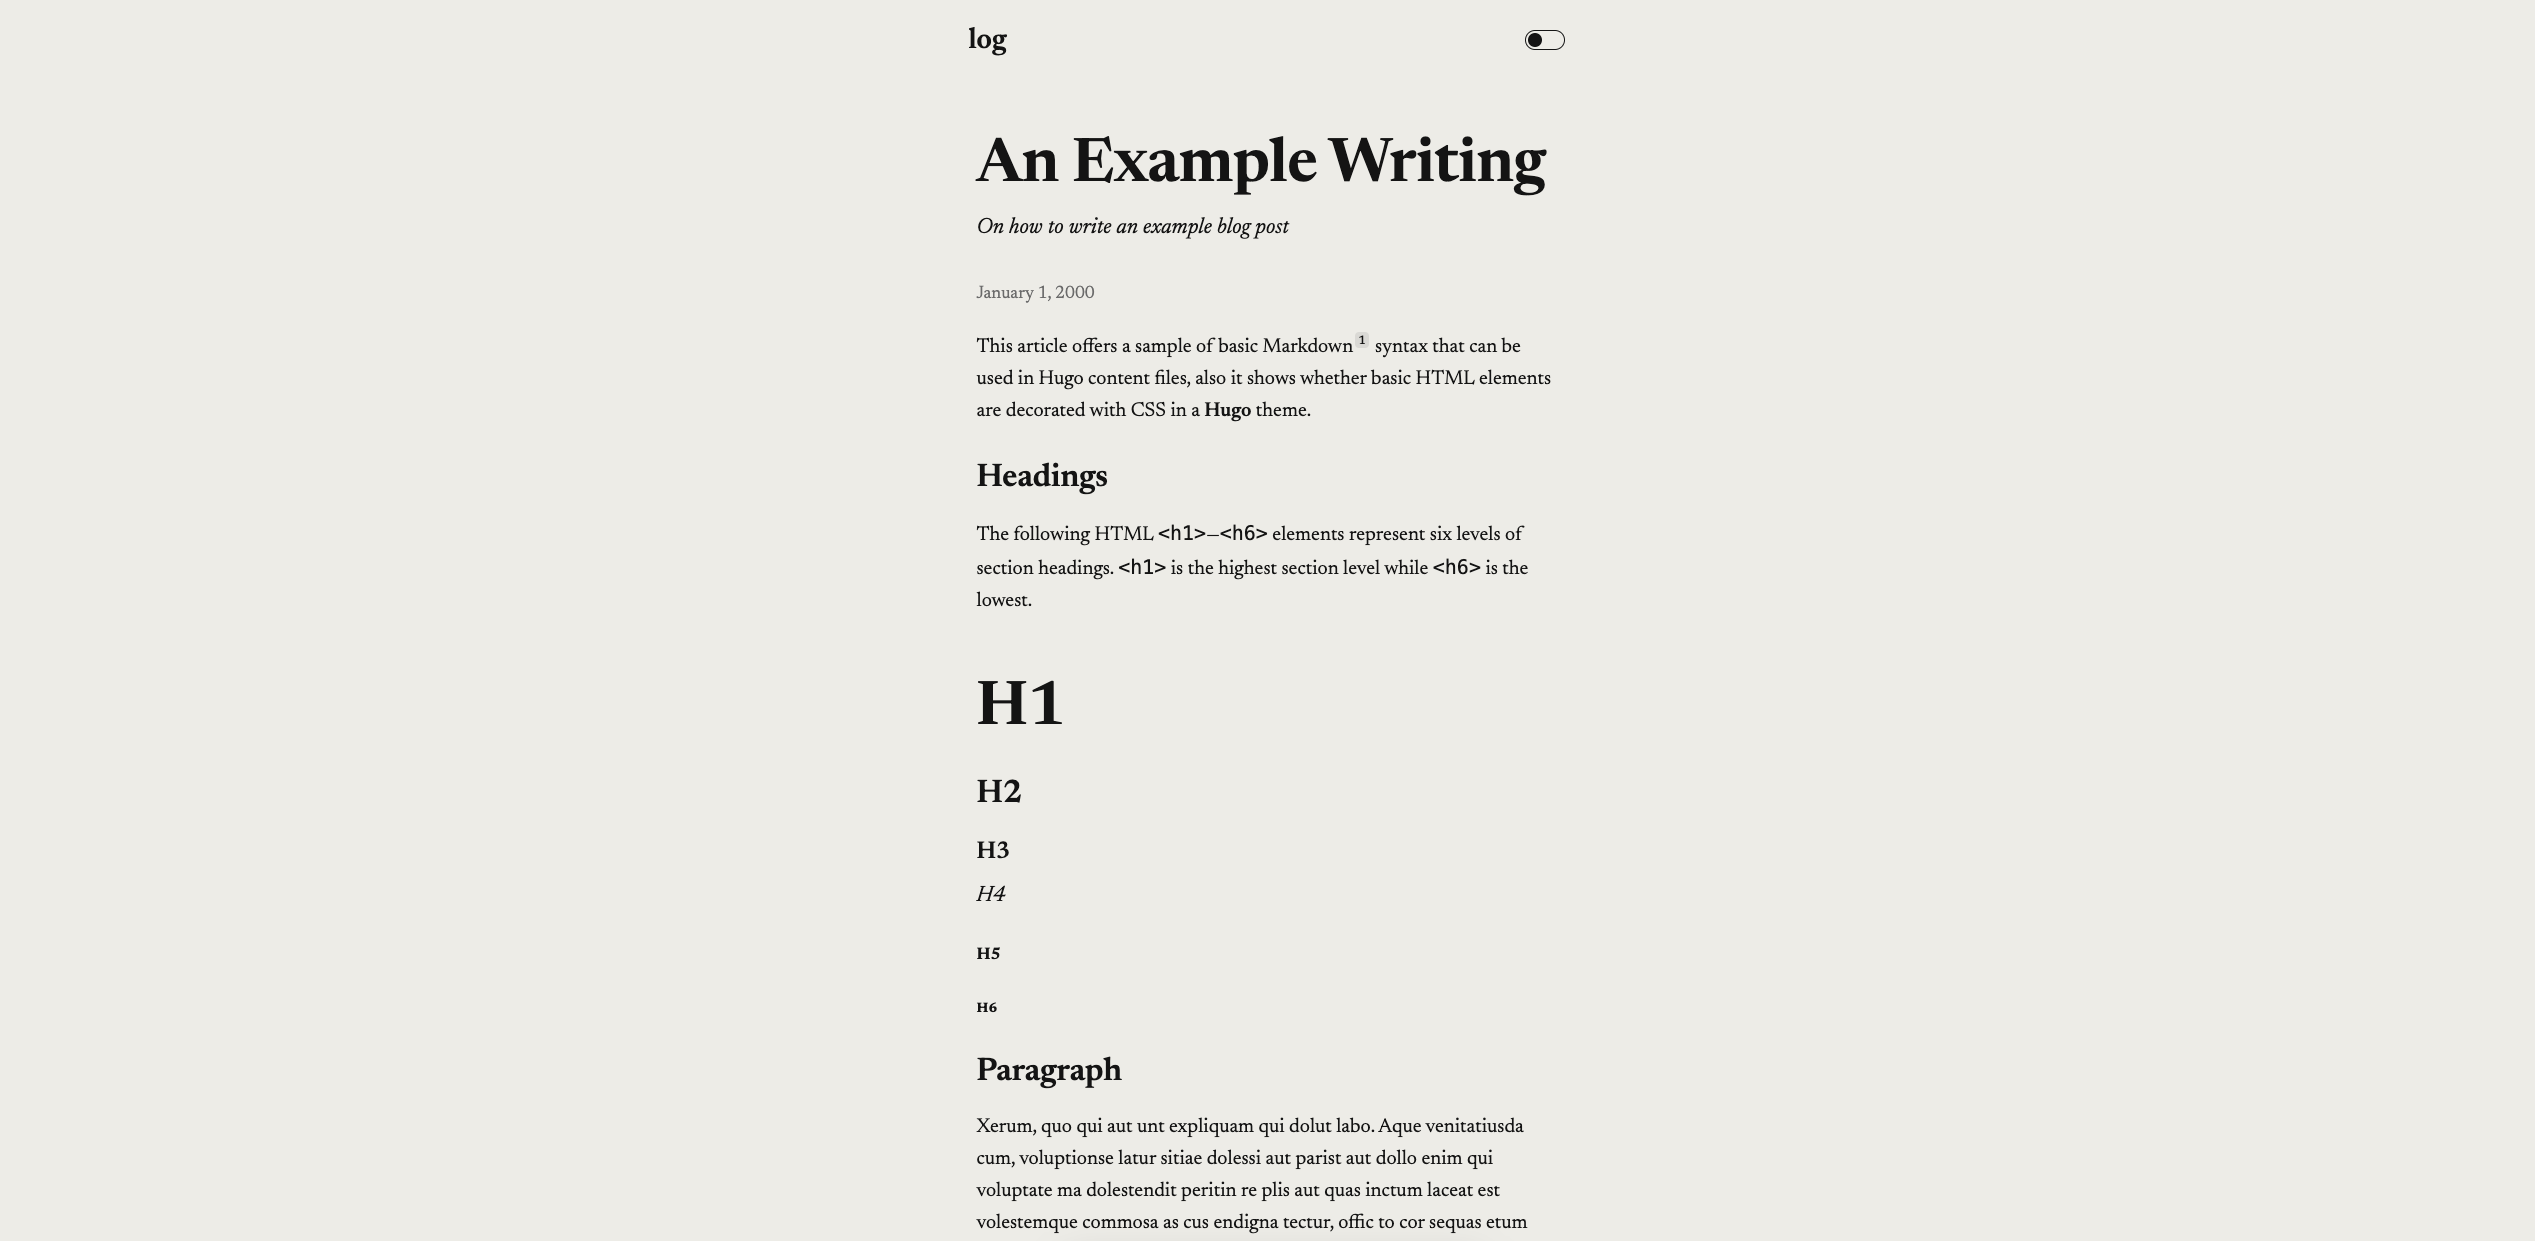 log
An Example Writing
On how to write an example blog post
January 1, 2000
This article offers a sample of basic Markdown1 syntax that can be
used in Hugo content files, also it shows whether basic HTML elements
are decorated with CSS in a Hugo theme.
Headings
The following HTML <h1>—<h6> elements represent six levels of
section headings. <h1> is the highest section level while <h6> is the
lowest.
H1
H2
H3
H4
H5
H6
Paragraph
Xerum, quo qui aut unt expliquam qui dolut labo. Aque venitatiusda
cum, voluptionse latur sitiae dolessi aut parist aut dollo enim qui
voluptate ma dolestendit peritin re plis aut quas inctum laceat est
volestemque commosa as cus endigna tectur, offic to cor sequas etum